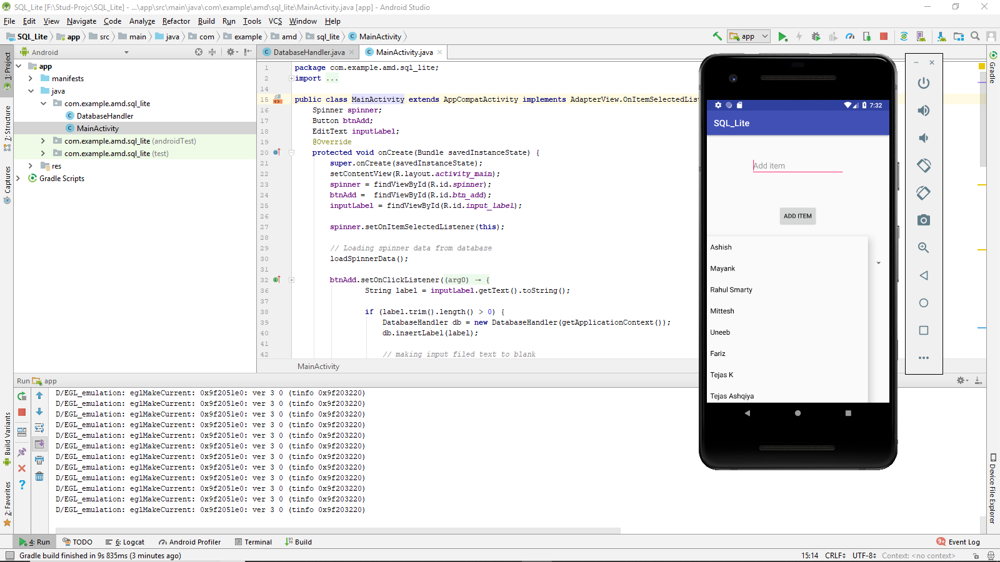 SQL_Lite [F:\Stud-Projc\SQL_Lite] - ...\app\src\main\java\com\example\amd\sql_lite\MainActivity.java [app] - Android Studio
File Edit View Navigate Code Analyze Refactor Build Run Tools VCS Window Help
SQL_Lite app src main java com example amd sql_lite MainActivity app
Android
DatabaseHandler.java MainActivity.java
1: Project
7: Structure
Captures
Build Variants
2: Favorites
app
manifests
java
com.example.amd.sql_lite
DatabaseHandler
MainActivity
com.example.amd.sql_lite (androidTest)
com.example.amd.sql_lite (test)
res
Gradle Scripts
1 package com.example.amd.sql_lite;
2 import ...
14
15 public class MainActivity extends AppCompatActivity implements AdapterView.OnItemSelectedList
16 Spinner spinner;
17 Button btnAdd;
18 EditText inputLabel;
19 @Override
20 protected void onCreate(Bundle savedInstanceState) {
21 super.onCreate(savedInstanceState);
22 setContentView(R.layout.activity_main);
23 spinner = findViewById(R.id.spinner);
24 btnAdd = findViewById(R.id.btn_add);
25 inputLabel = findViewById(R.id.input_label);
26
27 spinner.setOnItemSelectedListener(this);
28
29 // Loading spinner data from database
30 loadSpinnerData();
31
32 btnAdd.setOnClickListener((arg0) → {
36 String label = inputLabel.getText().toString();
37
38 if (label.trim().length() > 0) {
39 DatabaseHandler db = new DatabaseHandler(getApplicationContext());
40 db.insertLabel(label);
41
42 // making input filed text to blank
MainActivity
7:32
SQL_Lite
Add item
ADD ITEM
Ashish
Mayank
Rahul Smarty
Mittesh
Uneeb
Fariz
Tejas K
Tejas Ashqiya
Gradle
Device File Explorer
Run app
D/EGL_emulation: eglMakeCurrent: 0x9f2051e0: ver 3 0 (tinfo 0x9f203220)
D/EGL_emulation: eglMakeCurrent: 0x9f2051e0: ver 3 0 (tinfo 0x9f203220)
D/EGL_emulation: eglMakeCurrent: 0x9f2051e0: ver 3 0 (tinfo 0x9f203220)
D/EGL_emulation: eglMakeCurrent: 0x9f2051e0: ver 3 0 (tinfo 0x9f203220)
D/EGL_emulation: eglMakeCurrent: 0x9f2051e0: ver 3 0 (tinfo 0x9f203220)
D/EGL_emulation: eglMakeCurrent: 0x9f2051e0: ver 3 0 (tinfo 0x9f203220)
D/EGL_emulation: eglMakeCurrent: 0x9f2051e0: ver 3 0 (tinfo 0x9f203220)
D/EGL_emulation: eglMakeCurrent: 0x9f2051e0: ver 3 0 (tinfo 0x9f203220)
D/EGL_emulation: eglMakeCurrent: 0x9f2051e0: ver 3 0 (tinfo 0x9f203220)
D/EGL_emulation: eglMakeCurrent: 0x9f2051e0: ver 3 0 (tinfo 0x9f203220)
D/EGL_emulation: eglMakeCurrent: 0x9f2051e0: ver 3 0 (tinfo 0x9f203220)
D/EGL_emulation: eglMakeCurrent: 0x9f2051e0: ver 3 0 (tinfo 0x9f203220)
4: Run TODO 6: Logcat Android Profiler Terminal Build 9+ Event Log
Gradle build finished in 9s 835ms (3 minutes ago) 15:14 CRLF UTF-8 Context: <no context>